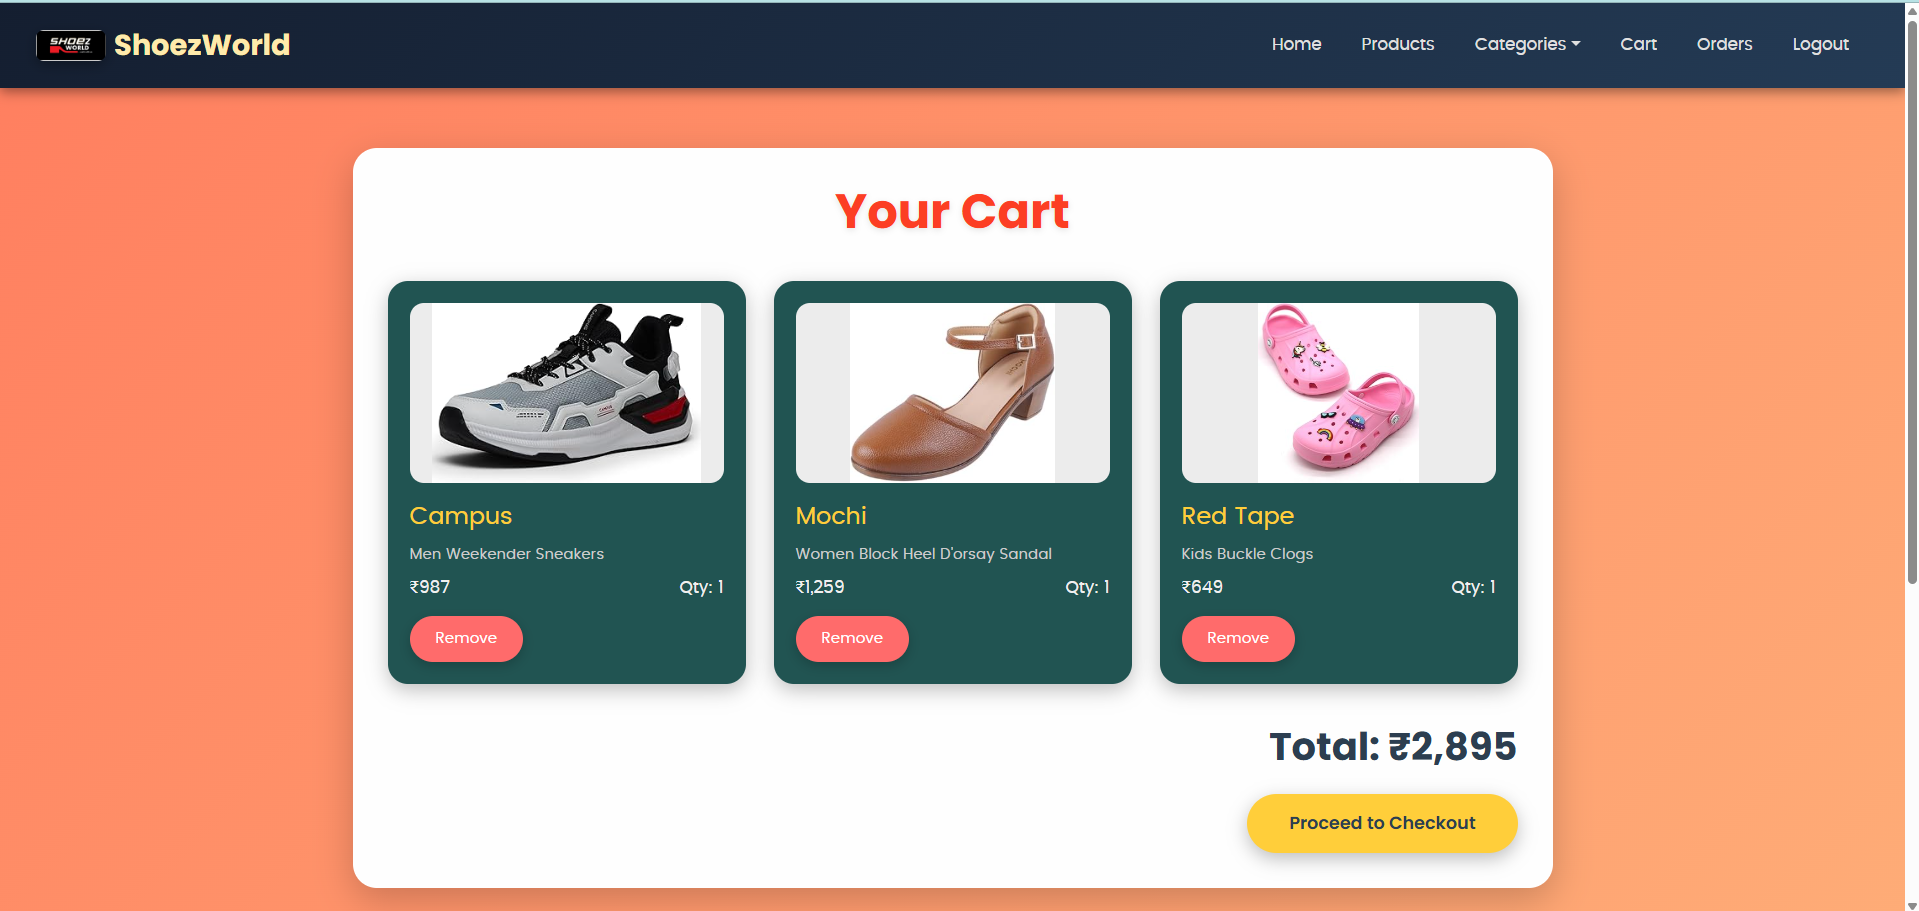 SHOEZ
WORLD
ShoezWorld
Home
Products
Categories
Cart
Orders
Logout
Your Cart
Campus
Men Weekender Sneakers
₹987
Qty: 1
Remove
Mochi
Women Block Heel D'orsay Sandal
₹1,259
Qty: 1
Remove
Red Tape
Kids Buckle Clogs
₹649
Qty: 1
Remove
Total: ₹2,895
Proceed to Checkout